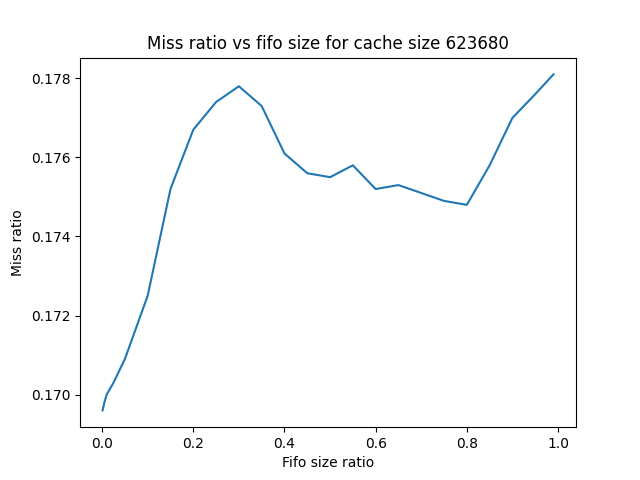 Miss ratio vs fifo size for cache size 623680
0.178
0.176
0.174
0.172
0.170
Miss ratio
0.0 0.2 0.4 0.6 0.8 1.0
Fifo size ratio